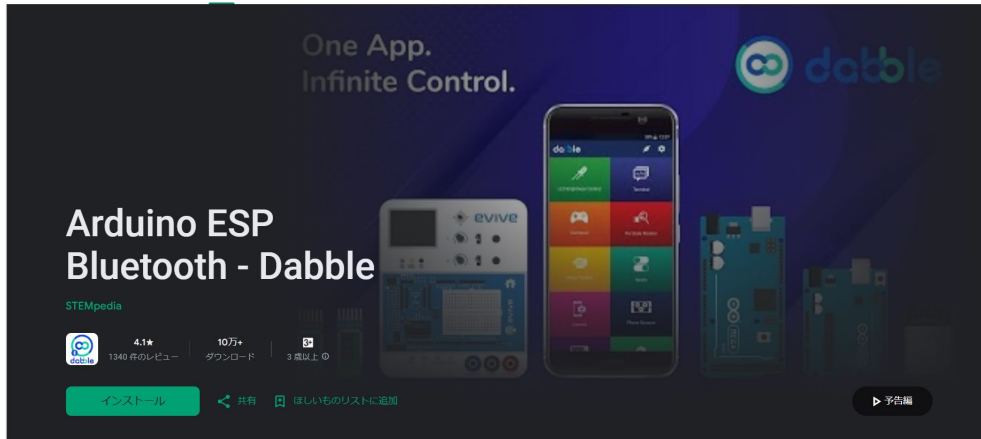 One App.
Infinite Control.
dabble
dabble
Terminal
evive
Arduino ESP
Bluetooth - Dabble
STEMpedia
dabble
4.1★
1340 件のレビュー
10万+
ダウンロード
3+
3 歳以上
インストール
共有
ほしいものリストに追加
予告編